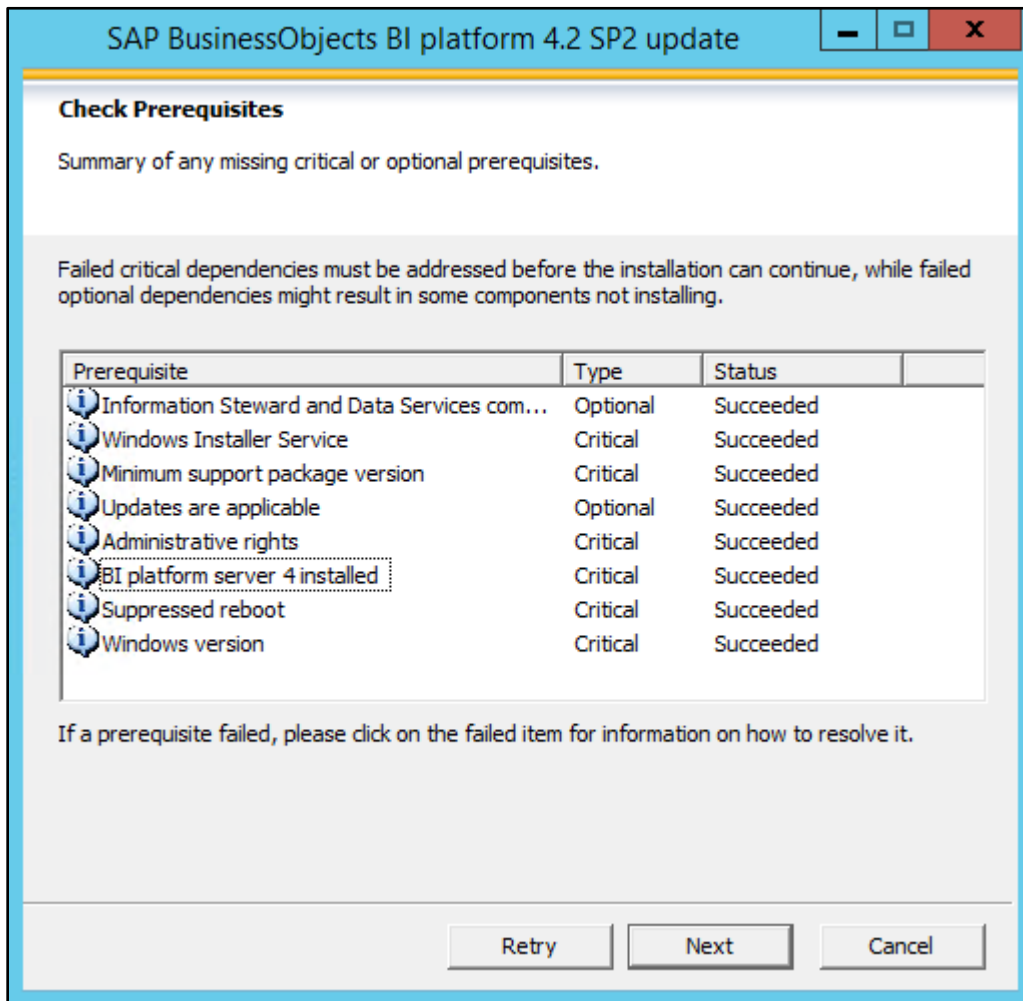 SAP BusinessObjects BI platform 4.2 SP2 update
Check Prerequisites
Summary of any missing critical or optional prerequisites.
Failed critical dependencies must be addressed before the installation can continue, while failed
optional dependencies might result in some components not installing.
Prerequisite Type Status
Information Steward and Data Services com... Optional Succeeded
Windows Installer Service Critical Succeeded
Minimum support package version Critical Succeeded
Updates are applicable Optional Succeeded
Administrative rights Critical Succeeded
BI platform server 4 installed Critical Succeeded
Suppressed reboot Critical Succeeded
Windows version Critical Succeeded
If a prerequisite failed, please click on the failed item for information on how to resolve it.
Retry Next Cancel